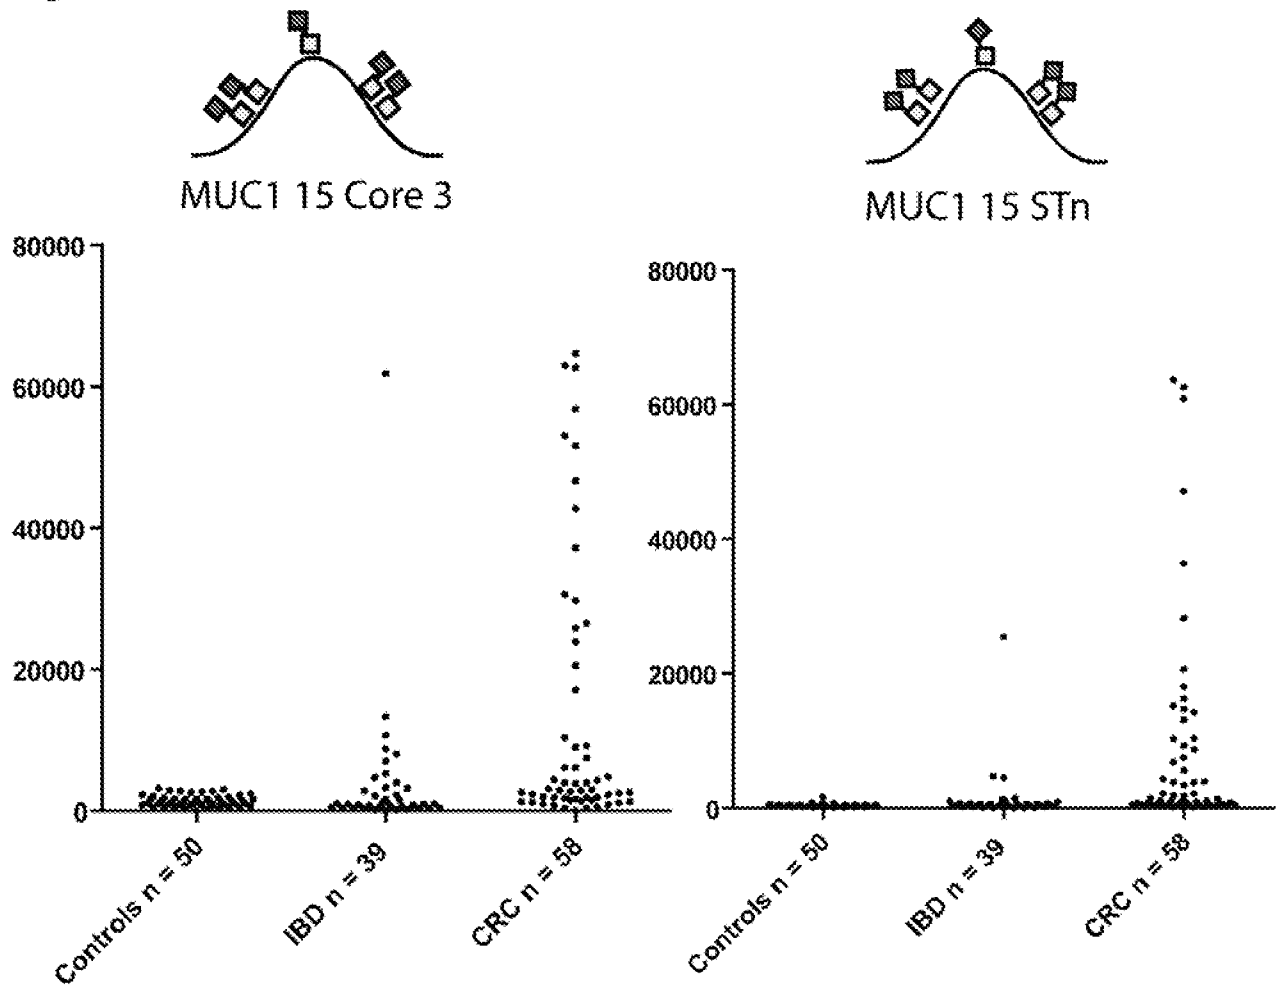 MUC1 15 Core 3
80000
60000
40000
20000
0
Controls n = 50
IBD n = 39
CRC n = 58
MUC1 15 STn
80000
60000
40000
20000
0
Controls n = 50
IBD n = 39
CRC n = 58